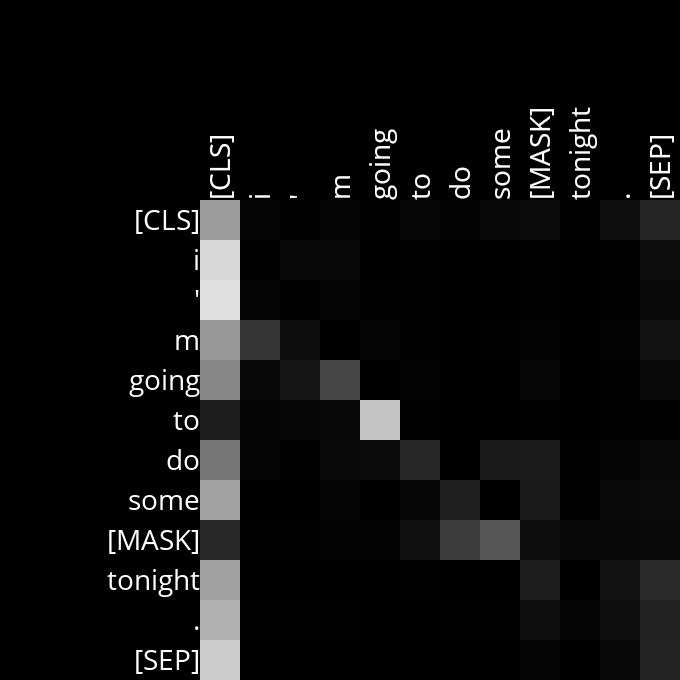 [CLS] i ' m going to do some [MASK] tonight . [SEP]
[CLS]
i
'
m
going
to
do
some
[MASK]
tonight
.
[SEP]